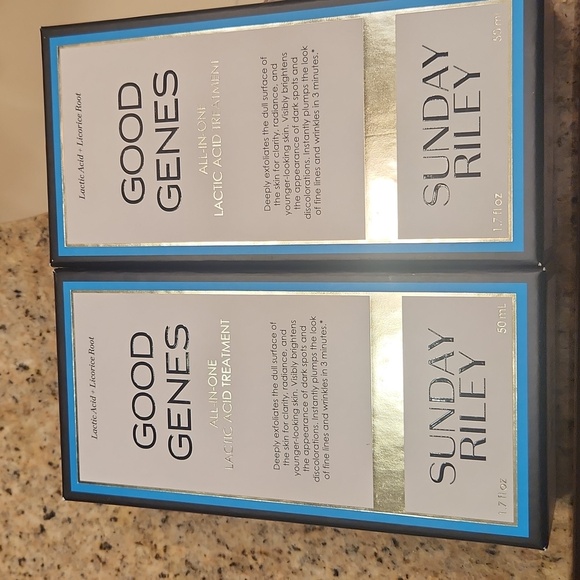 Lactic Acid + Licorice Root
GOOD
GENES
ALL-IN-ONE
LACTIC ACID TREATMENT
Deeply exfoliates the dull surface of
the skin for clarity, radiance, and
younger-looking skin. Visibly brightens
the appearance of dark spots and
discolorations. Instantly plumps the look
of fine lines and wrinkles in 3 minutes.*
SUNDAY
RILEY
1.7 fl oz
50 mL
Lactic Acid + Licorice Root
GOOD
GENES
ALL-IN-ONE
LACTIC ACID TREATMENT
Deeply exfoliates the dull surface of
the skin for clarity, radiance, and
younger-looking skin. Visibly brightens
the appearance of dark spots and
discolorations. Instantly plumps the look
of fine lines and wrinkles in 3 minutes.*
SUNDAY
RILEY
1.7 fl oz
50 mL